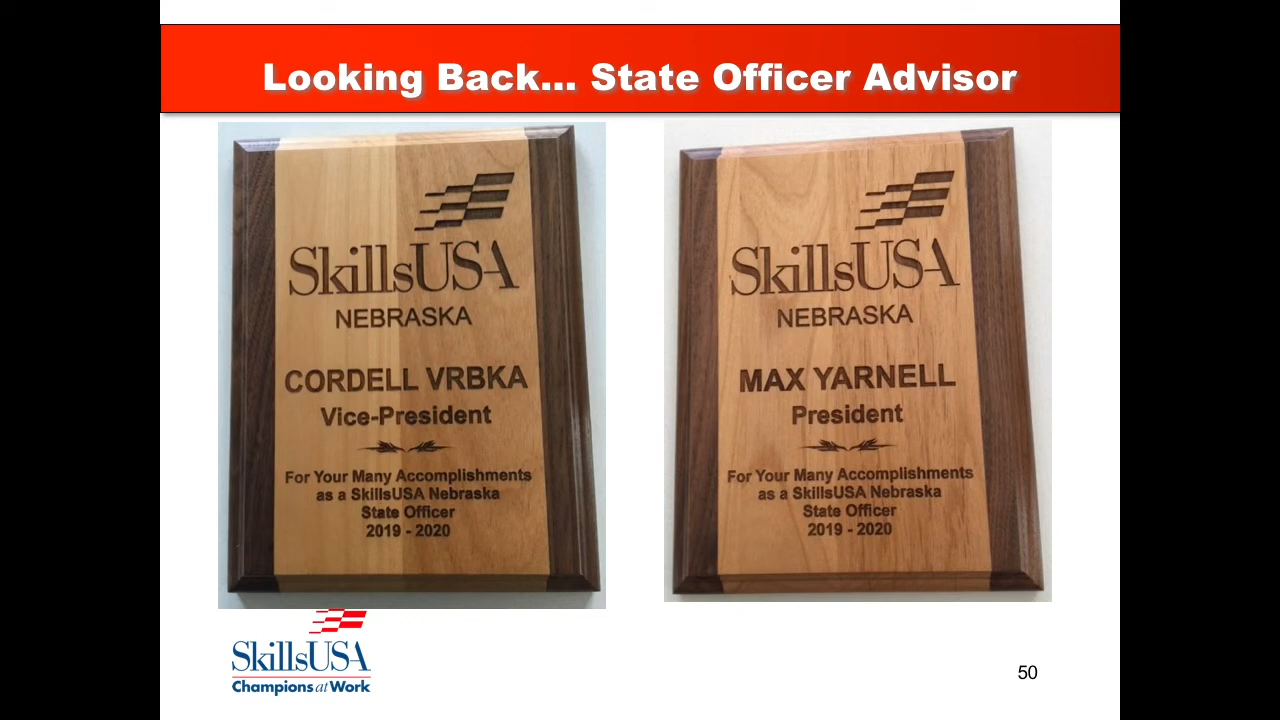 Looking Back... State Officer Advisor
SkillsUSA
NEBRASKA
CORDELL VRBKA
Vice-President
For Your Many Accomplishments
as a SkillsUSA Nebraska
State Officer
2019 - 2020
SkillsUSA
NEBRASKA
MAX YARNELL
President
For Your Many Accomplishments
as a SkillsUSA Nebraska
State Officer
2019 - 2020
SkillsUSA
Champions at Work
50